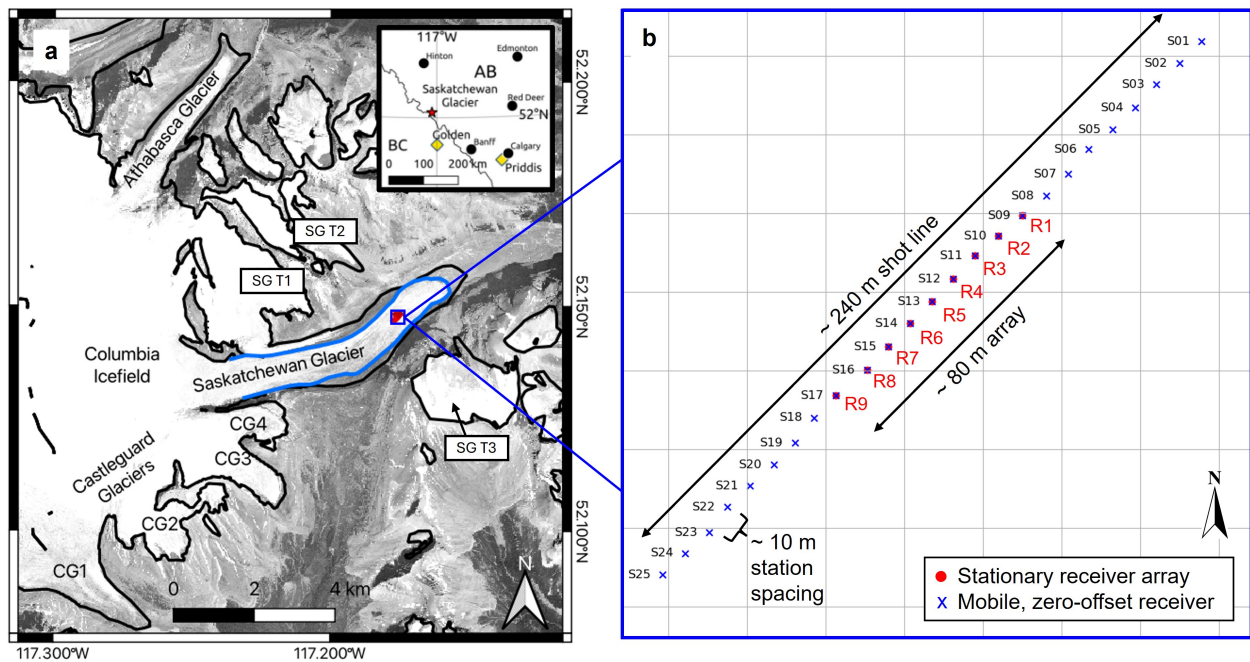 a
Athabasca Glacier
SG T2
SG T1
Columbia
Icefield
Saskatchewan Glacier
SG T3
CG4
Castleguard
Glaciers
CG3
CG2
CG1
0 2 4 km
N
117.300°W
117.200°W
52.200°N
52.150°N
52.100°N
117°W
Hinton
Edmonton
AB
Saskatchewan
Glacier
Red Deer
52°N
Golden
BC
Banff
Calgary
Priddis
0 100 200 km
b
S01
S02
S03
S04
S05
S06
S07
S08
S09
R1
S10
R2
S11
R3
S12
R4
S13
R5
S14
R6
S15
R7
S16
R8
S17
R9
S18
S19
S20
S21
S22
S23
S24
S25
~ 240 m shot line
~ 80 m array
~ 10 m
station
spacing
N
Stationary receiver array
Mobile, zero-offset receiver